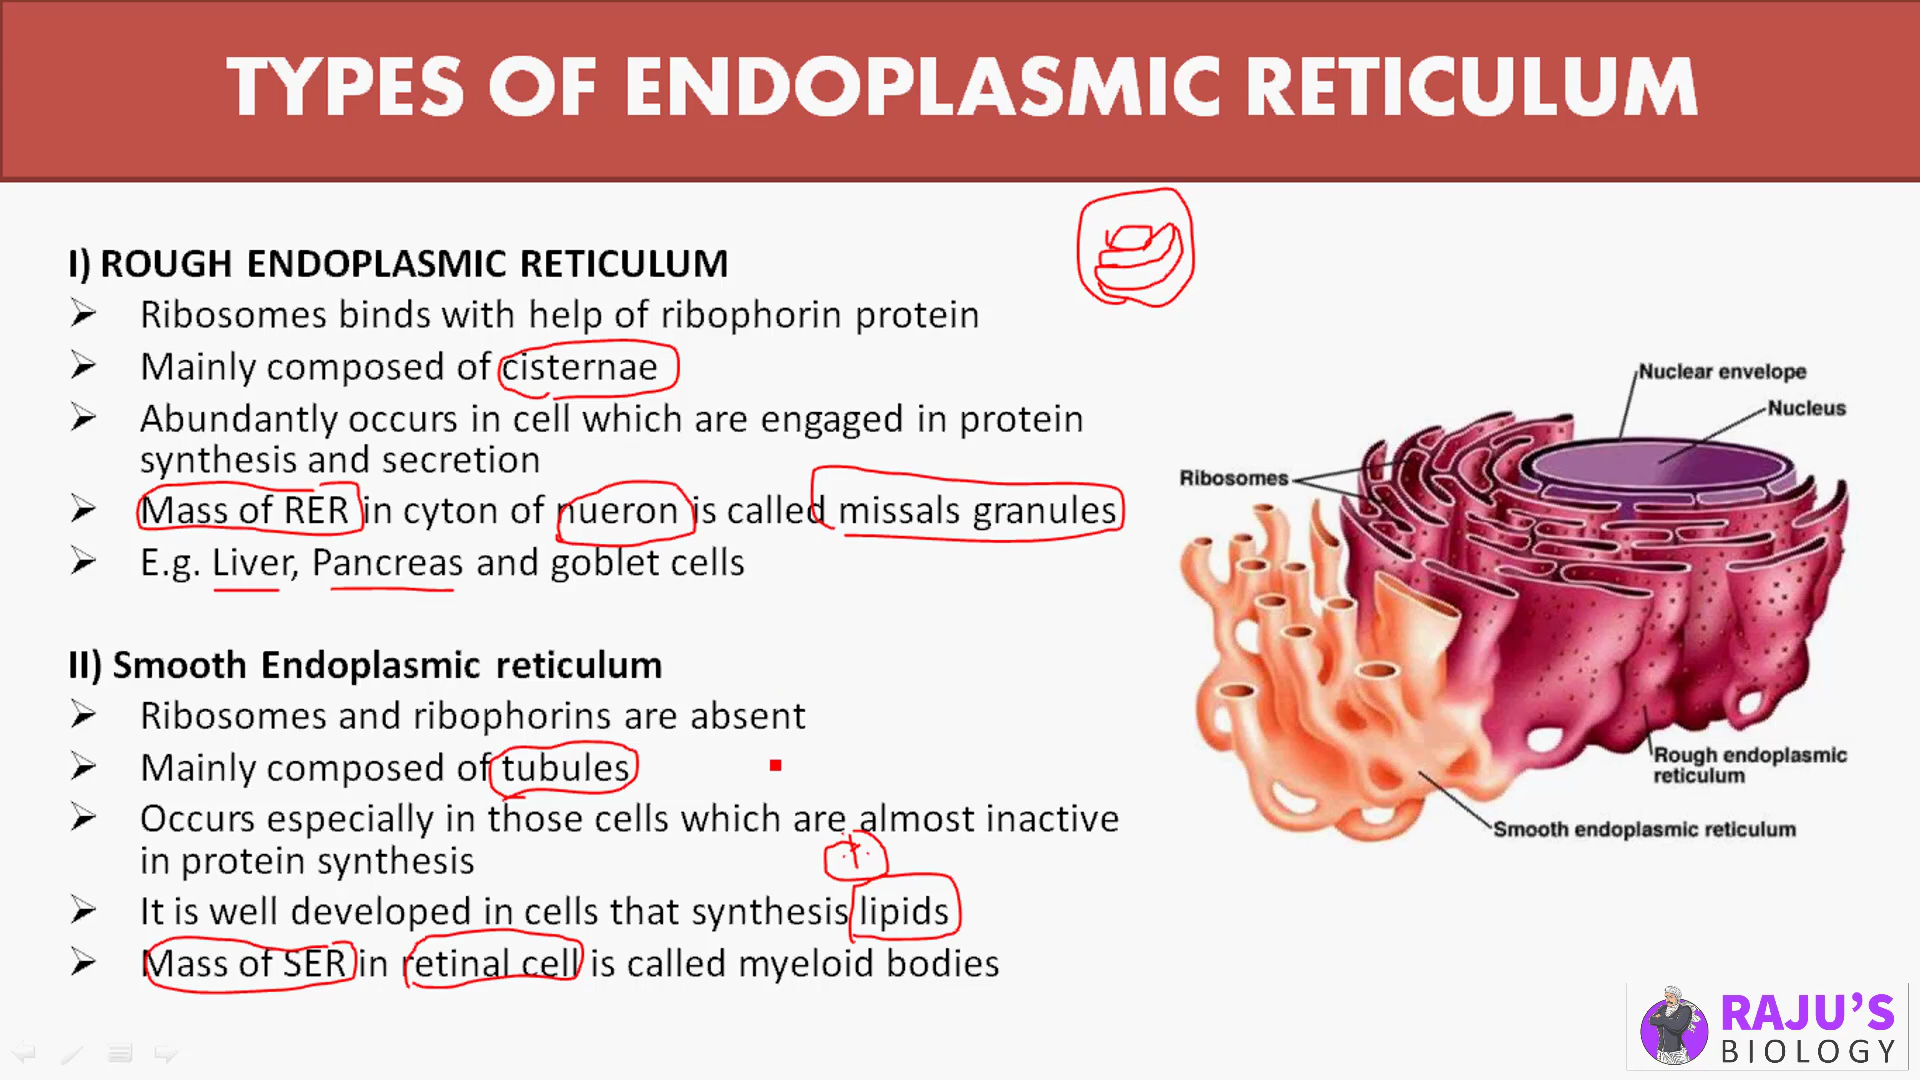 TYPES OF ENDOPLASMIC RETICULUM
I) ROUGH ENDOPLASMIC RETICULUM
Ribosomes binds with help of ribophorin protein
Mainly composed of cisternae
Abundantly occurs in cell which are engaged in protein
synthesis and secretion
Mass of RER in cyton of nueron is called missals granules
E.g. Liver, Pancreas and goblet cells
II) Smooth Endoplasmic reticulum
Ribosomes and ribophorins are absent
Mainly composed of tubules
Occurs especially in those cells which are almost inactive
in protein synthesis
It is well developed in cells that synthesis lipids
Mass of SER in retinal cell is called myeloid bodies
Nuclear envelope
Nucleus
Ribosomes
Rough endoplasmic
reticulum
Smooth endoplasmic reticulum
RAJU'S
BIOLOGY